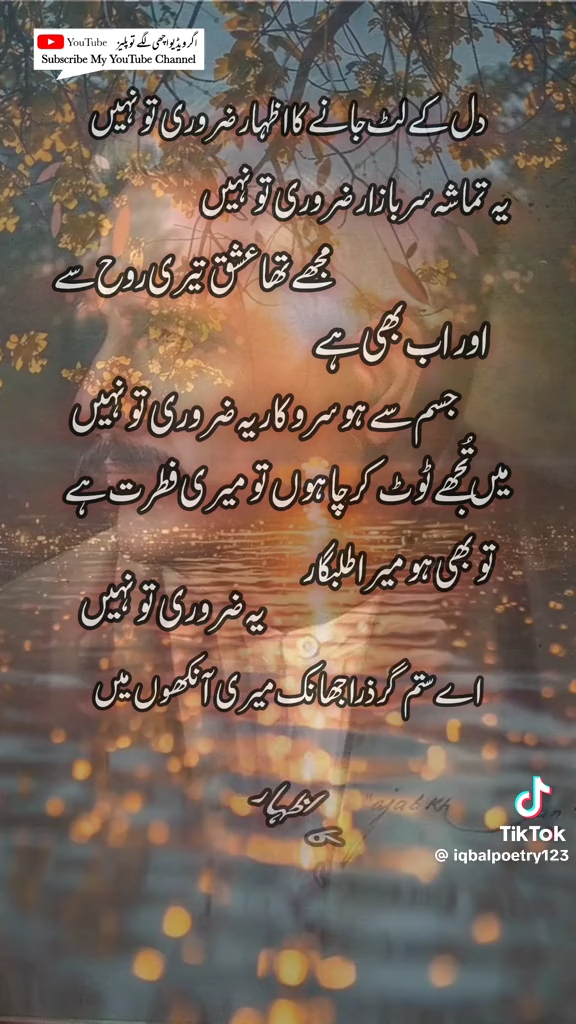 YouTube اگر ویڈیو اچھی لگے تو پلیز
Subscribe My YouTube Channel
دل کے لٹ جانے کا اظہار ضروری تو نہیں
یہ تماشہ سر بازار ضروری تو نہیں
مجھے تھا عشق تیری روح سے
اور اب بھی ہے
جسم سے ہو سروکار یہ ضروری تو نہیں
میں تُجھے ٹوٹ کر چاہوں تو میری فطرت ہے
تو بھی ہو میرا طلبگار
یہ ضروری تو نہیں
اے ستم گر ذرا جھانک میری آنکھوں میں
اظہار
TikTok
@ iqbalpoetry123